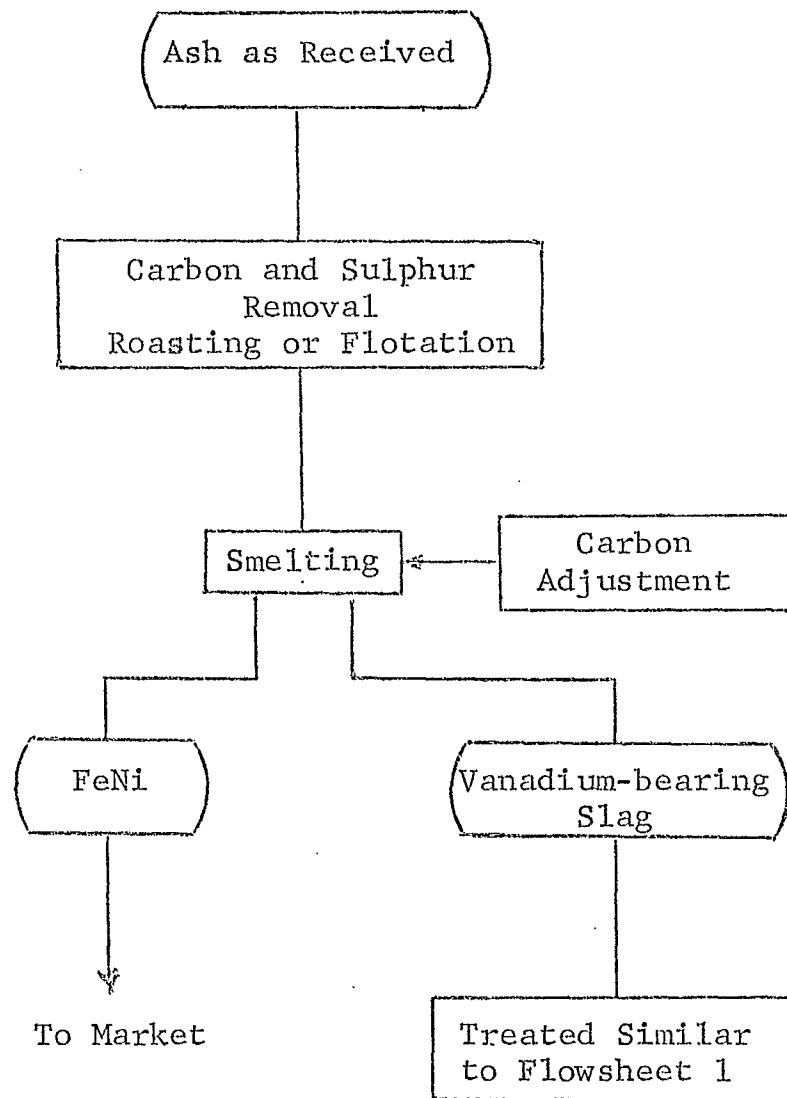 Ash as Received
Carbon and Sulphur
Removal
Roasting or Flotation
Smelting
Carbon
Adjustment
FeNi
Vanadium-bearing
Slag
To Market
Treated Similar
to Flowsheet 1